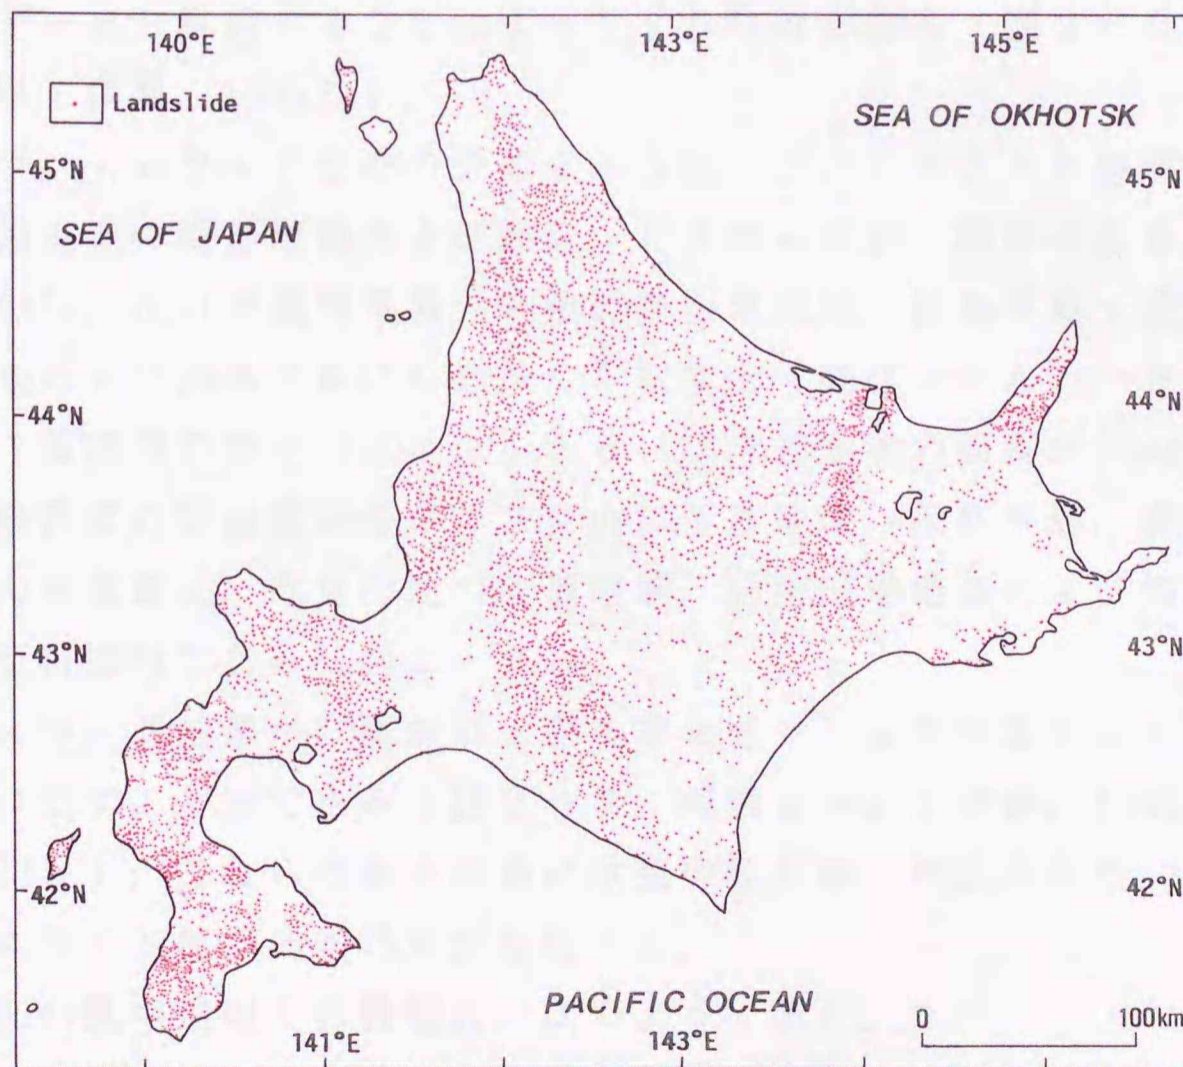 140°E 143°E 145°E
Landslide
SEA OF OKHOTSK
45°N 45°N
SEA OF JAPAN
44°N 44°N
43°N 43°N
42°N 42°N
PACIFIC OCEAN
0 100km
141°E 143°E